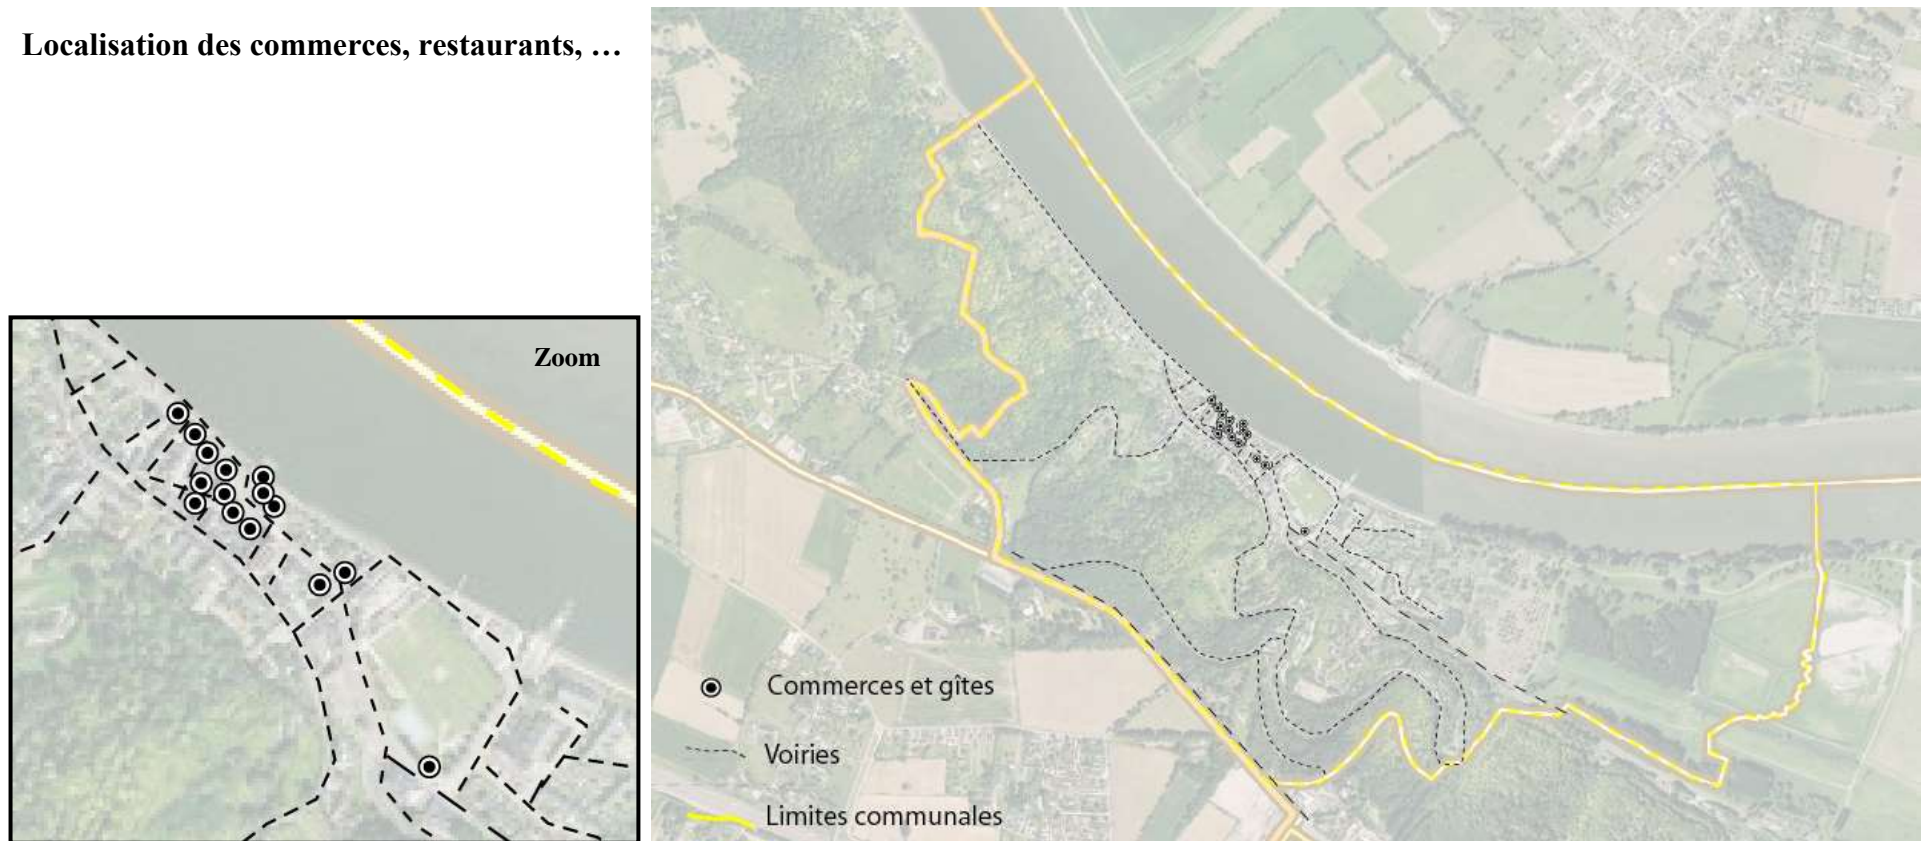 Localisation des commerces, restaurants, …
Zoom
Commerces et gîtes
Voiries
Limites communales